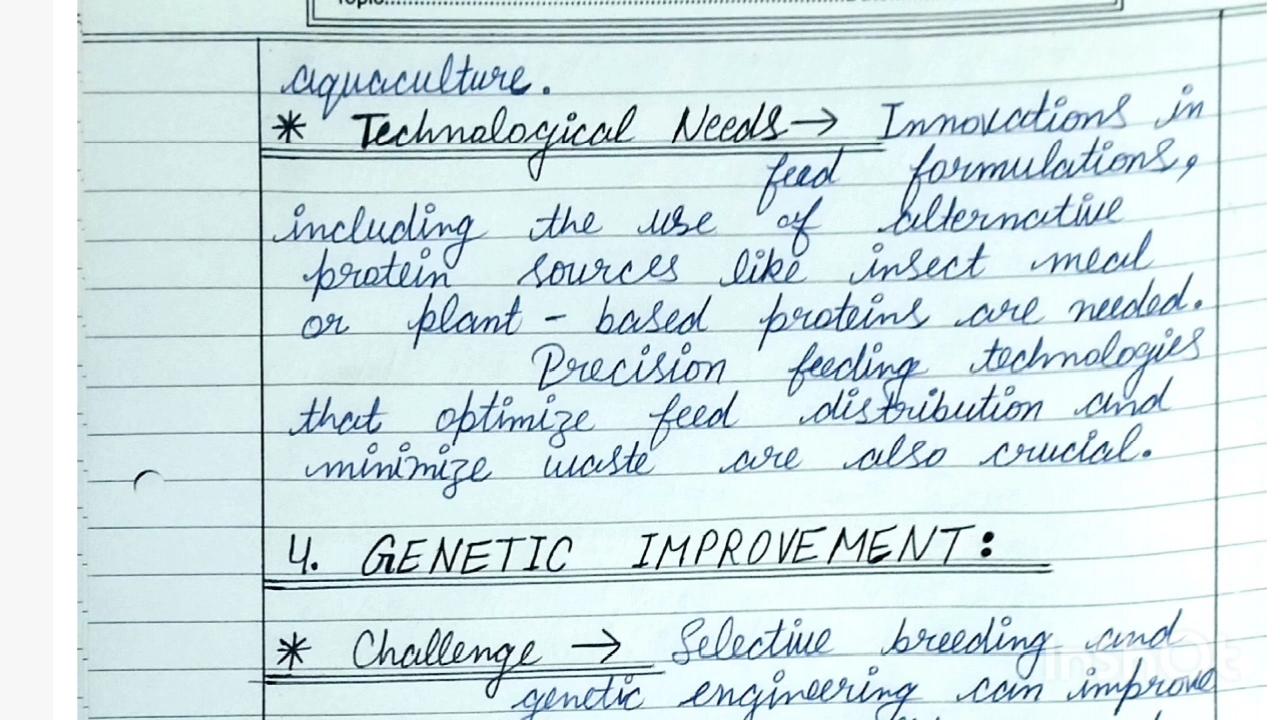 aquaculture.
* Technological Needs → Innovations in
feed formulations,
including the use of alternative
protein sources like insect meal
or plant - based proteins are needed.
Precision feeding technologies
that optimize feed distribution and
minimize waste are also crucial.
4. GENETIC IMPROVEMENT:
* Challenge → Selective breeding and
genetic engineering can improve